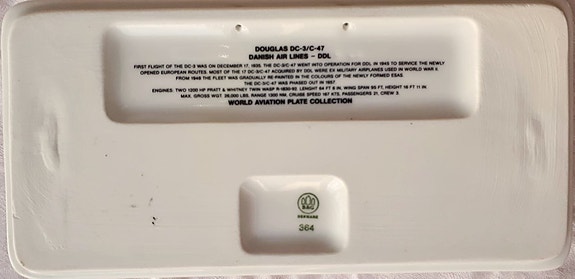 DOUGLAS DC-3/C-47
DANISH AIR LINES - DDL
FIRST FLIGHT OF THE DC-3 WAS ON DECEMBER 17, 1935. THE DC-3/C-47 WENT INTO OPERATION FOR DDL IN 1945 TO SERVICE THE NEWLY
OPENED EUROPEAN ROUTES. MOST OF THE 17 DC-3/C-47 ACQUIRED BY DDL WERE EX MILITARY AIRPLANES USED IN WORLD WAR II.
FROM 1948 THE FLEET WAS GRADUALLY RE-PAINTED IN THE COLOURS OF THE NEWLY FORMED ESAS.
THE DC-3/C-47 WAS PHASED OUT IN 1957
ENGINES: TWO 1200 HP PRATT & WHITNEY TWIN WASP R-1830-92. LENGHT 64 FT 6 IN, WING SPAN 95 FT, HEIGHT 16 FT 11 IN.
MAX. GROSS WGT. 26,000 LBS, RANGE 1300 NM, CRUISE SPEED 167 KTS, PASSENGERS 21, CREW 3.
WORLD AVIATION PLATE COLLECTION
B&G
DENMARK
364